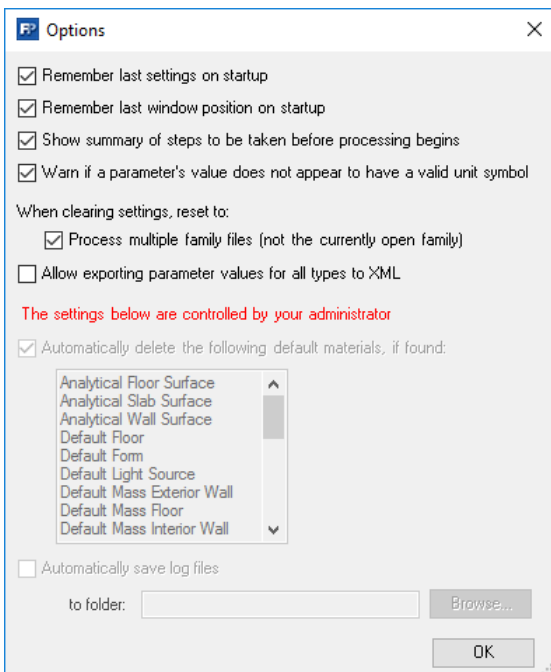 FP Options
Remember last settings on startup
Remember last window position on startup
Show summary of steps to be taken before processing begins
Warn if a parameter's value does not appear to have a valid unit symbol
When clearing settings, reset to:
Process multiple family files (not the currently open family)
Allow exporting parameter values for all types to XML
The settings below are controlled by your administrator
Automatically delete the following default materials, if found:
Analytical Floor Surface
Analytical Slab Surface
Analytical Wall Surface
Default Floor
Default Form
Default Light Source
Default Mass Exterior Wall
Default Mass Floor
Default Mass Interior Wall
Automatically save log files
to folder: Browse...
OK